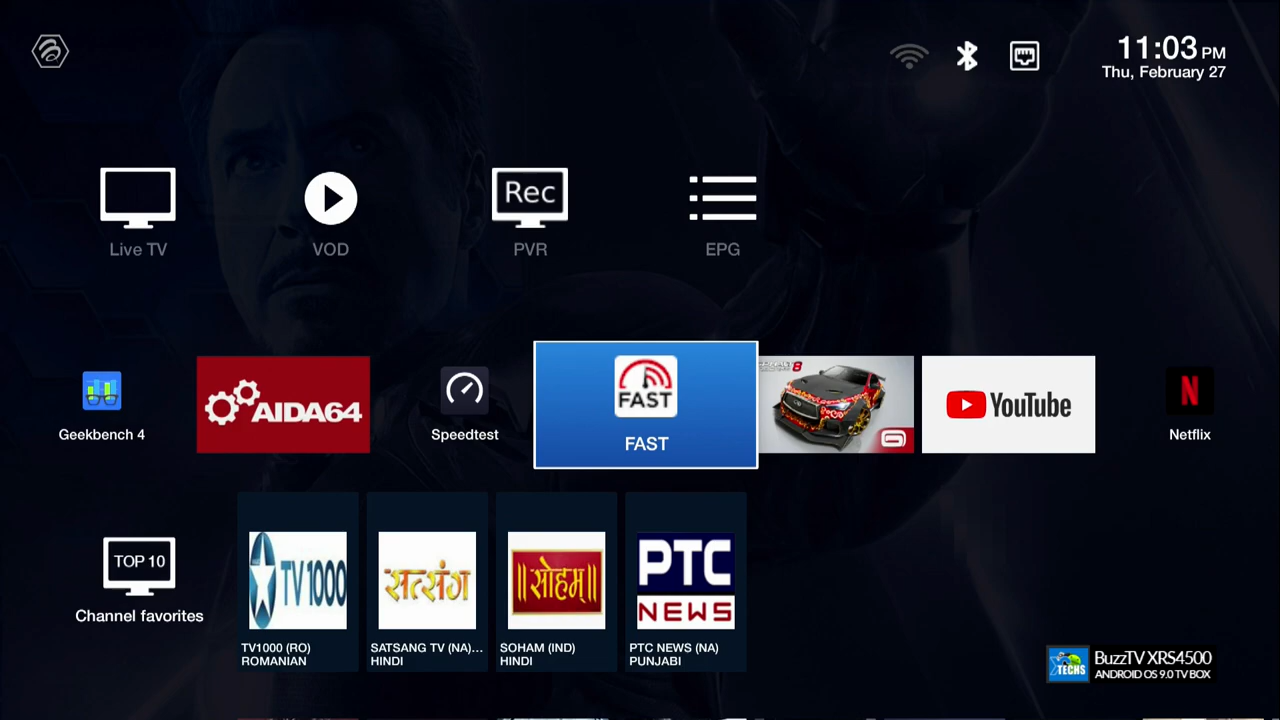 11:03 PM
Thu, February 27
Rec
Live TV
VOD
PVR
EPG
AIDA64
FAST
8
YouTube
N
Geekbench 4
Speedtest
FAST
Netflix
TOP 10
Channel favorites
TV1000
सत्संग
॥सोहम्॥
PTC
NEWS
TV1000 (RO)
ROMANIAN
SATSANG TV (NA)...
HINDI
SOHAM (IND)
HINDI
PTC NEWS (NA)
PUNJABI
TECHS
BuzzTV XRS4500
ANDROID OS 9.0 TV BOX